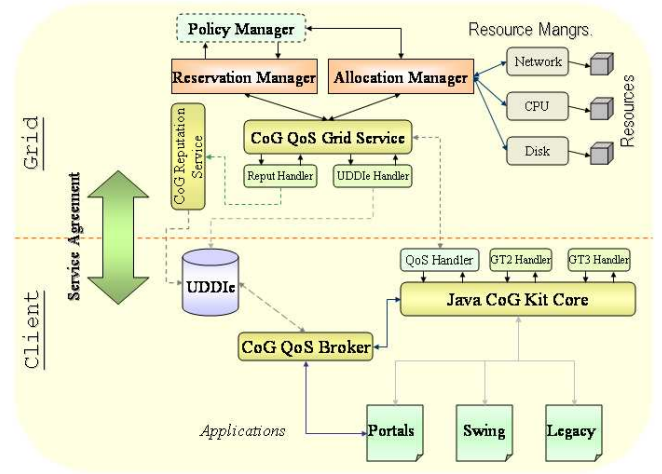 Policy Manager
Resource Mangrs.
Reservation Manager
Allocation Manager
Network
CPU
Disk
Resources
Grid
CoG Reputation
Service
CoG QoS Grid Service
Reput Handler
UDDIe Handler
Service Agreement
QoS Handler
GT2 Handler
GT3 Handler
UDDIe
Java CoG Kit Core
Client
CoG QoS Broker
Applications
Portals
Swing
Legacy